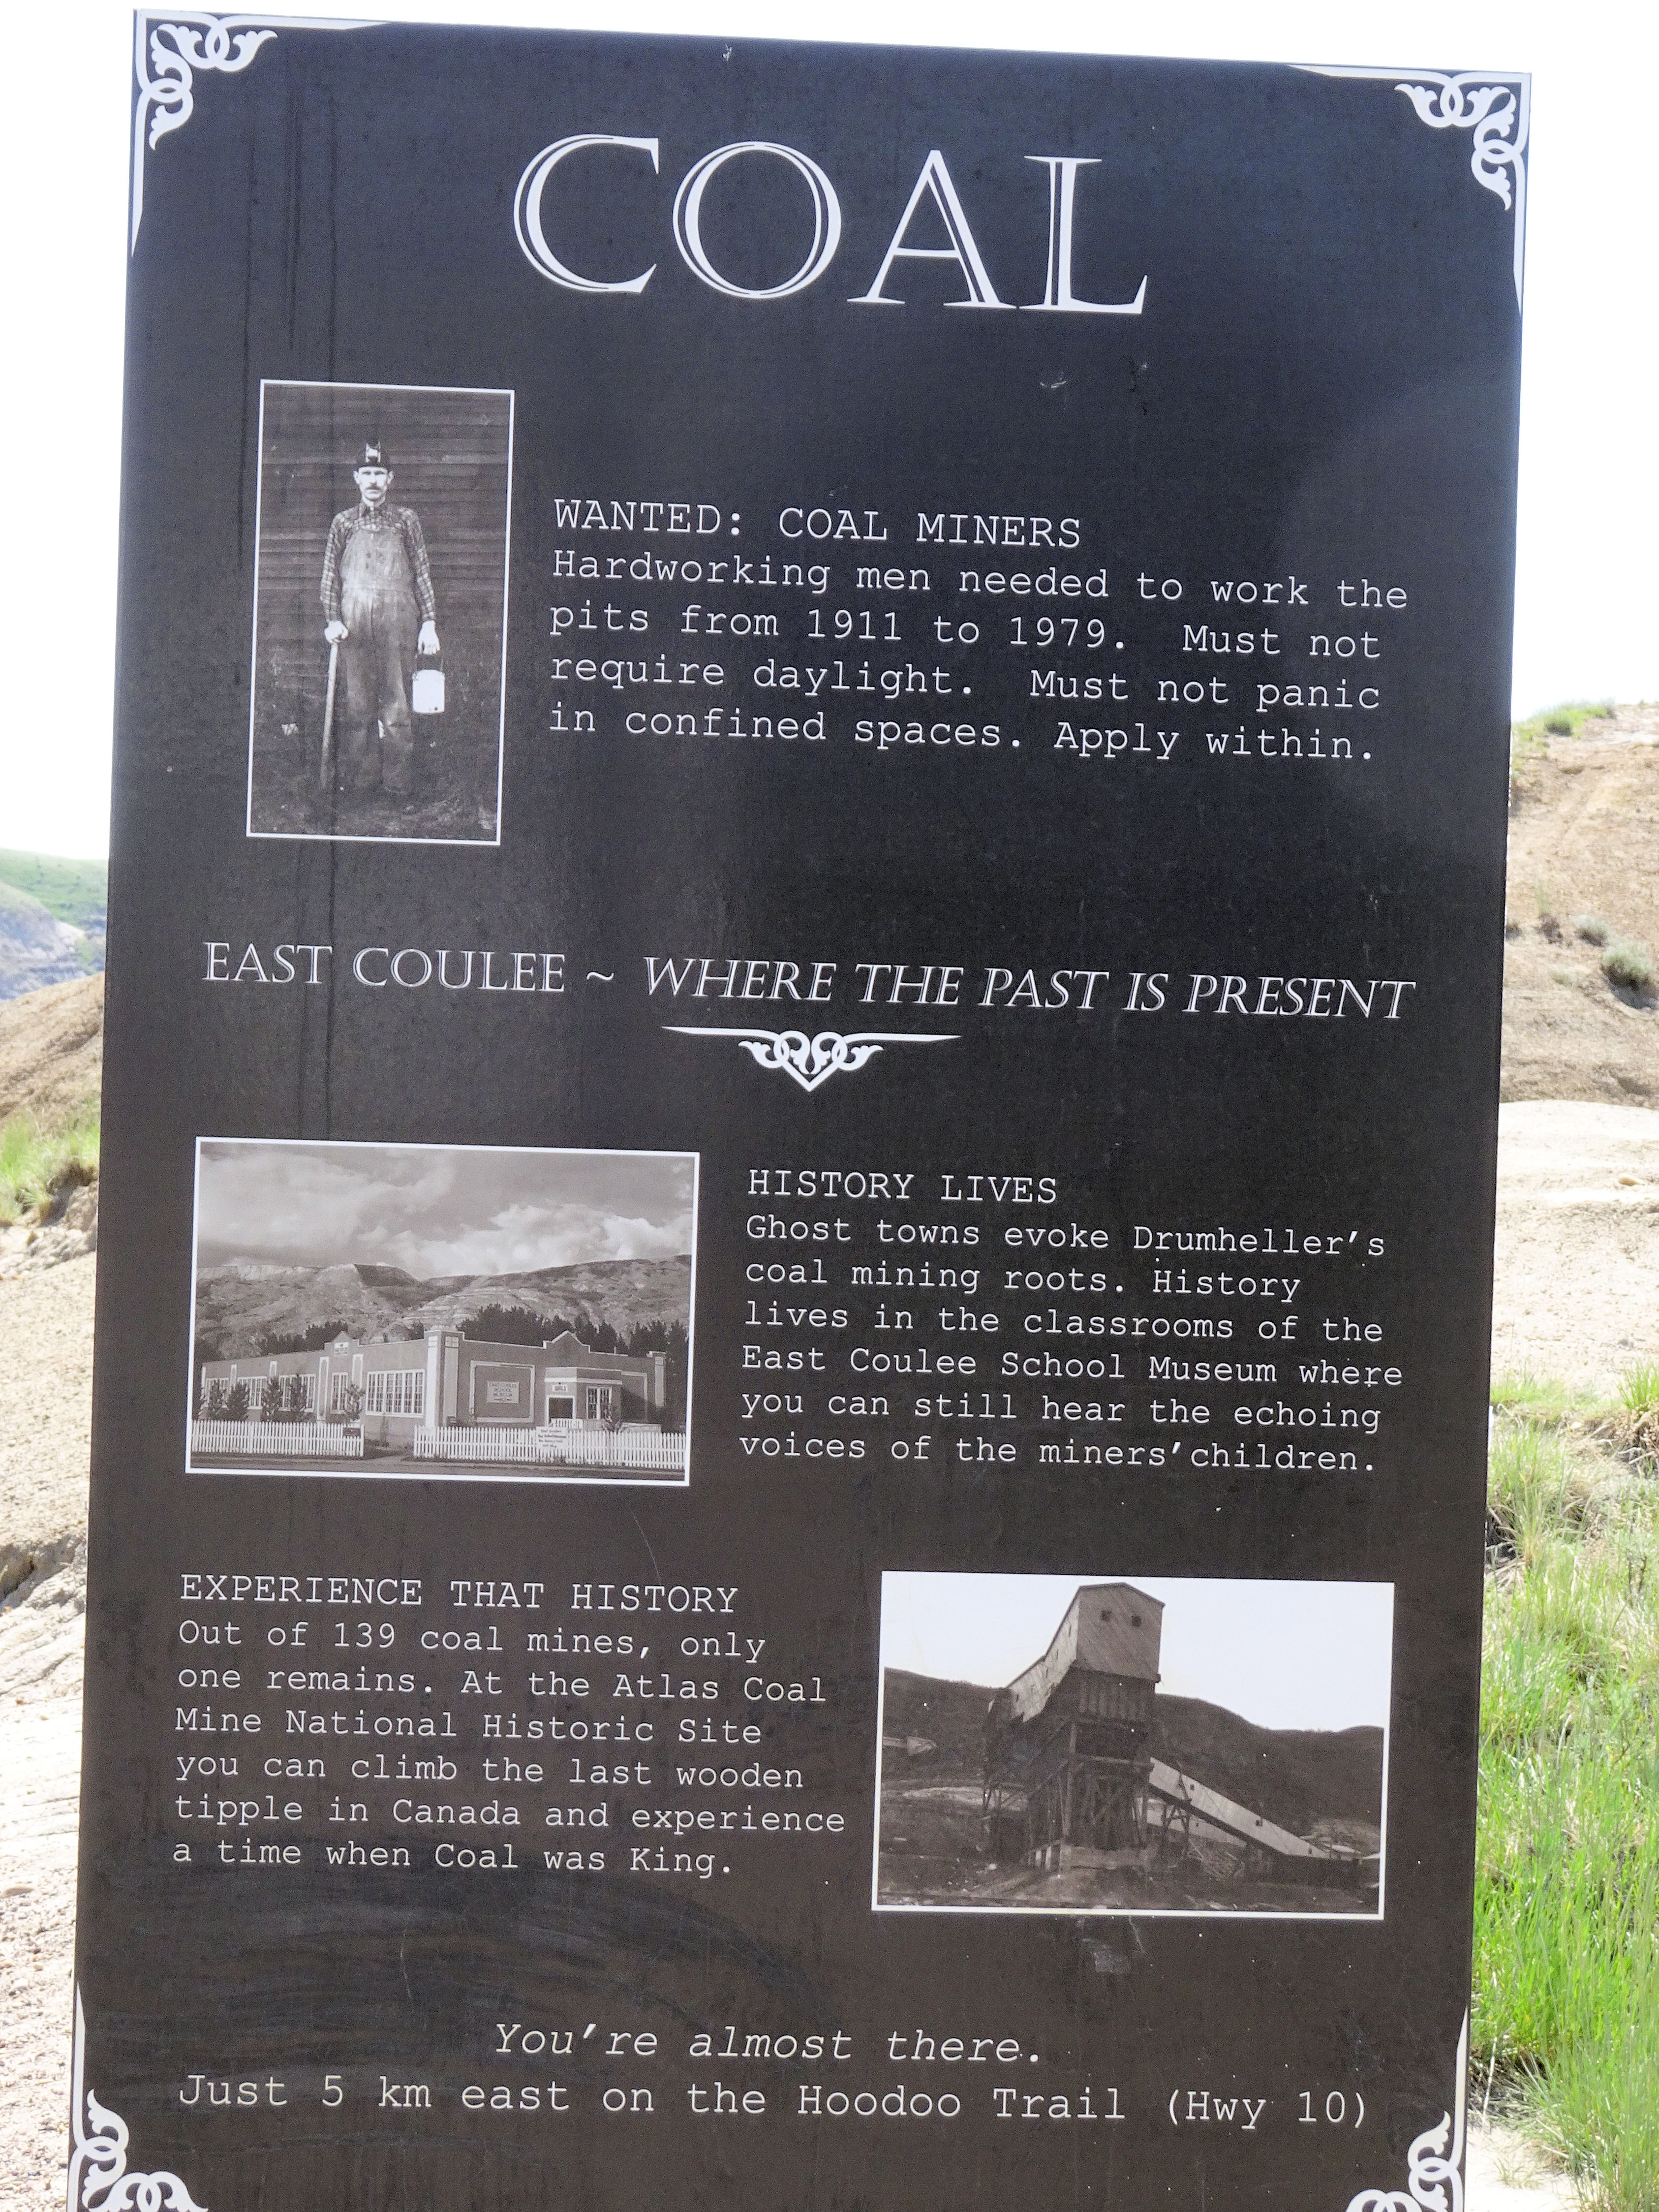 COAL
WANTED: COAL MINERS
Hardworking men needed to work the
pits from 1911 to 1979. Must not
require daylight. Must not panic
in confined spaces. Apply within.
EAST COULEE ~ WHERE THE PAST IS PRESENT
HISTORY LIVES
Ghost towns evoke Drumheller's
coal mining roots. History
lives in the classrooms of the
East Coulee School Museum where
you can still hear the echoing
voices of the miners'children.
EAST COULEE
SCHOOL
MUSEUM
EXPERIENCE THAT HISTORY
Out of 139 coal mines, only
one remains. At the Atlas Coal
Mine National Historic Site
you can climb the last wooden
tipple in Canada and experience
a time when Coal was King.
You're almost there.
Just 5 km east on the Hoodoo Trail (Hwy 10)